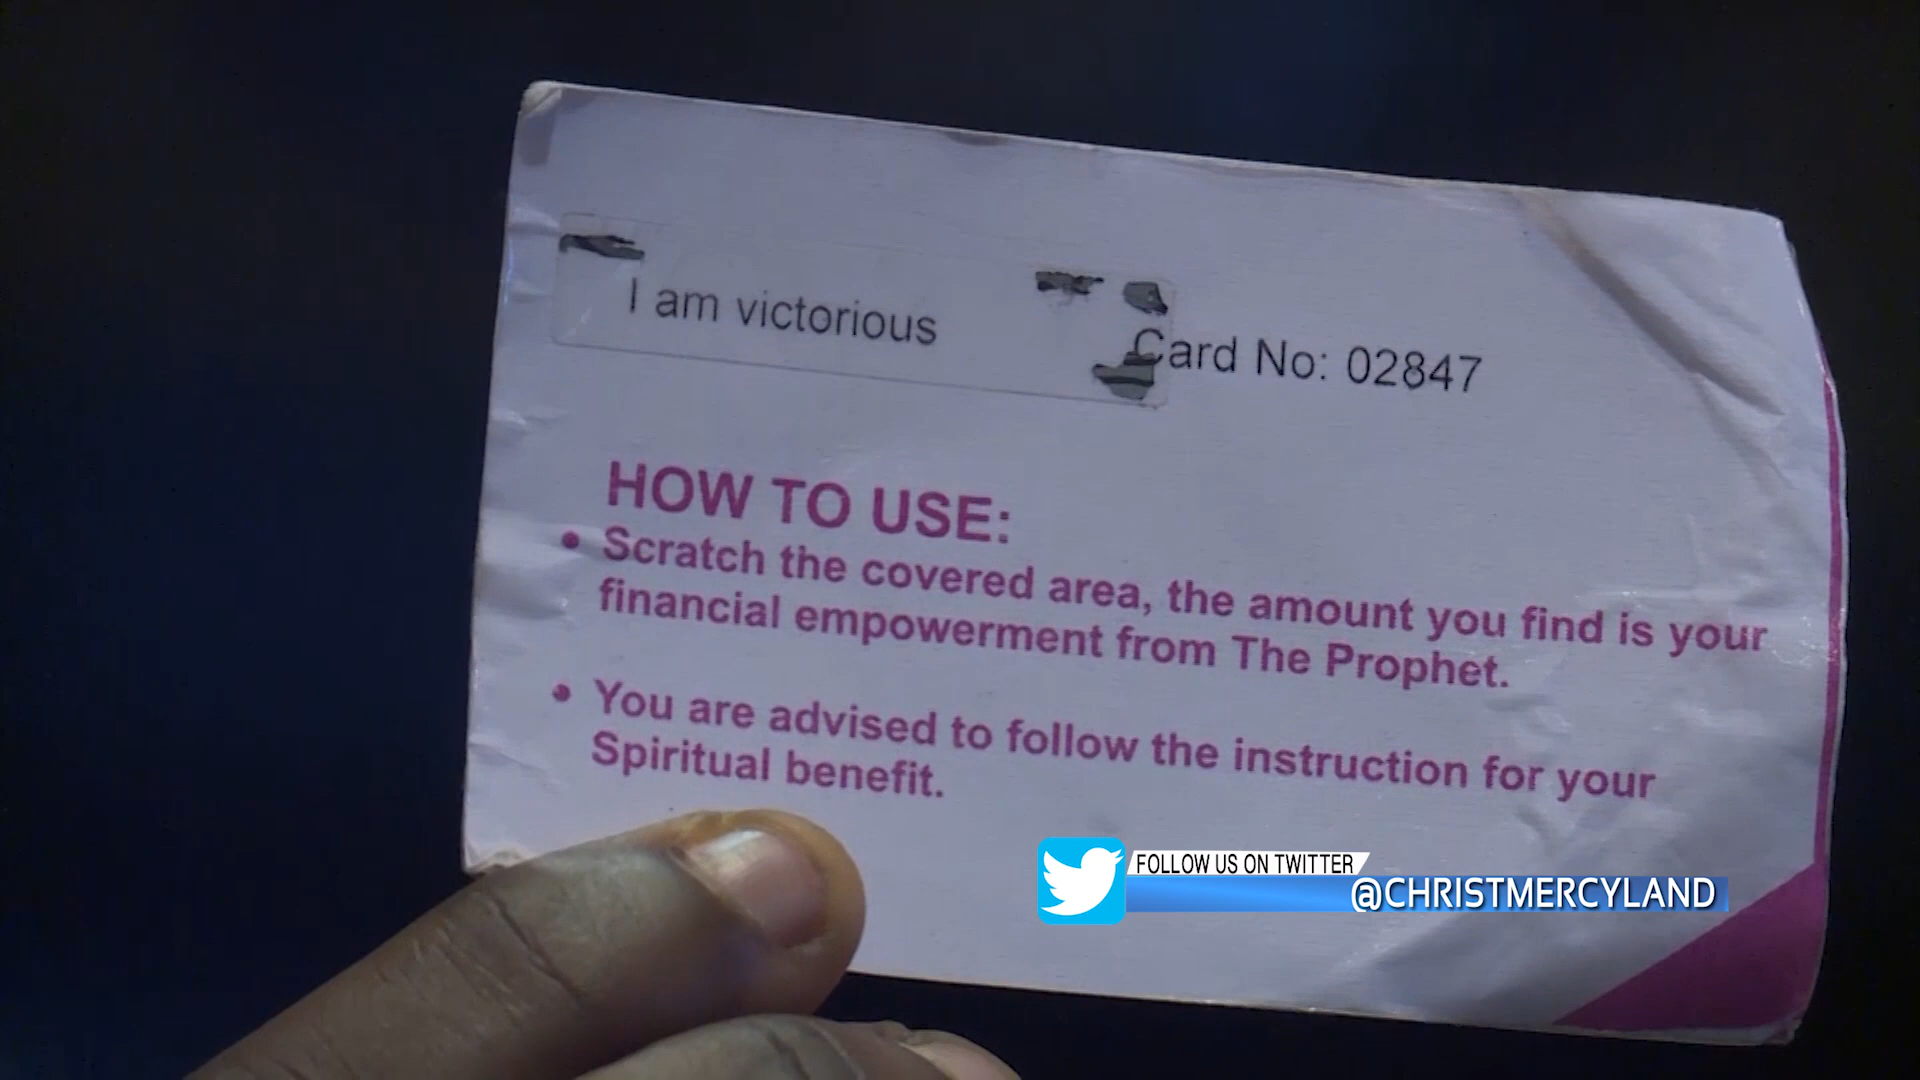 I am victorious
Card No: 02847
HOW TO USE:
• Scratch the covered area, the amount you find is your
financial empowerment from The Prophet.
• You are advised to follow the instruction for your
Spiritual benefit.
FOLLOW US ON TWITTER
@CHRISTMERCYLAND